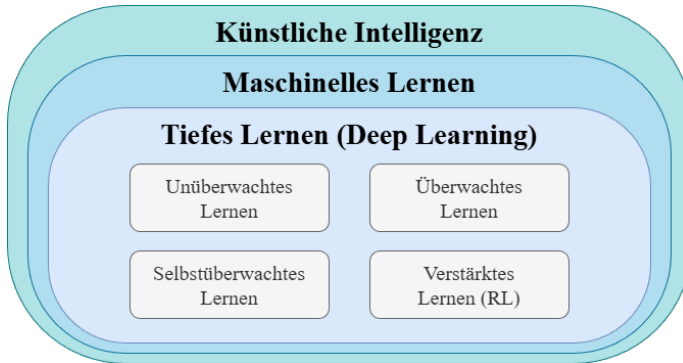 Künstliche Intelligenz
Maschinelles Lernen
Tiefes Lernen (Deep Learning)
Unüberwachtes
Lernen
Überwachtes
Lernen
Selbstüberwachtes
Lernen
Verstärktes
Lernen (RL)